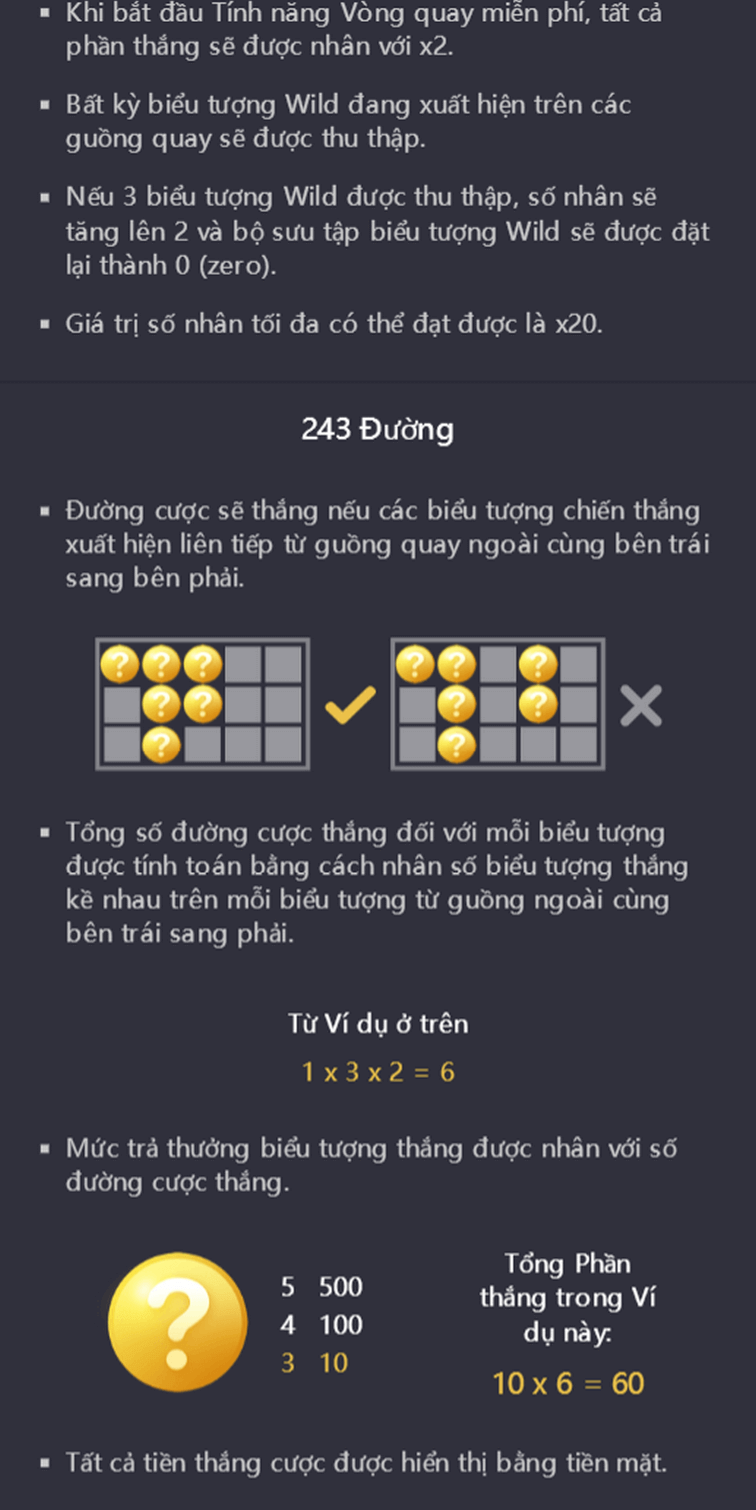 Khi bắt đầu Tính năng Vòng quay miễn phí, tất cả
phần thắng sẽ được nhân với x2.
Bất kỳ biểu tượng Wild đang xuất hiện trên các
guồng quay sẽ được thu thập.
Nếu 3 biểu tượng Wild được thu thập, số nhân sẽ
tăng lên 2 và bộ sưu tập biểu tượng Wild sẽ được đặt
lại thành 0 (zero).
Giá trị số nhân tối đa có thể đạt được là x20.
243 Đường
Đường cược sẽ thắng nếu các biểu tượng chiến thắng
xuất hiện liên tiếp từ guồng quay ngoài cùng bên trái
sang bên phải.
? ? ? ? ? ?
? ? ? ?
? ?
Tổng số đường cược thắng đối với mỗi biểu tượng
được tính toán bằng cách nhân số biểu tượng thắng
kề nhau trên mỗi biểu tượng từ guồng ngoài cùng
bên trái sang phải.
Từ Ví dụ ở trên
1 x 3 x 2 = 6
Mức trả thưởng biểu tượng thắng được nhân với số
đường cược thắng.
?
5 500
4 100
3 10
Tổng Phần
thắng trong Ví
dụ này:
10 x 6 = 60
Tất cả tiền thắng cược được hiển thị bằng tiền mặt.